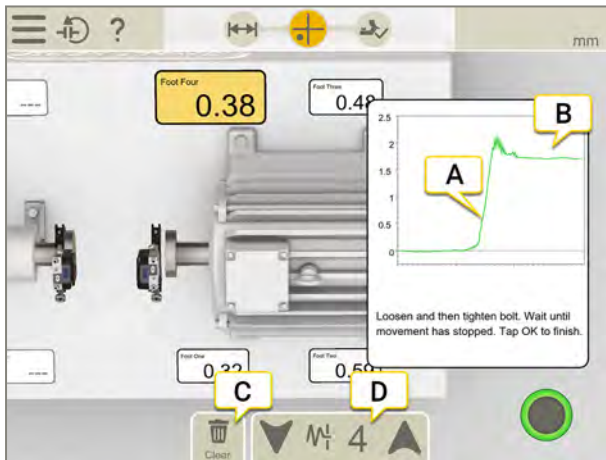 ?
mm
Foot Four
0.38
Foot Three
0.48
2.5
2
1.5
1
0.5
0
A
B
Loosen and then tighten bolt. Wait until
movement has stopped. Tap OK to finish.
Foot One
0.32
Foot Two
0.59
C
D
Clear
4